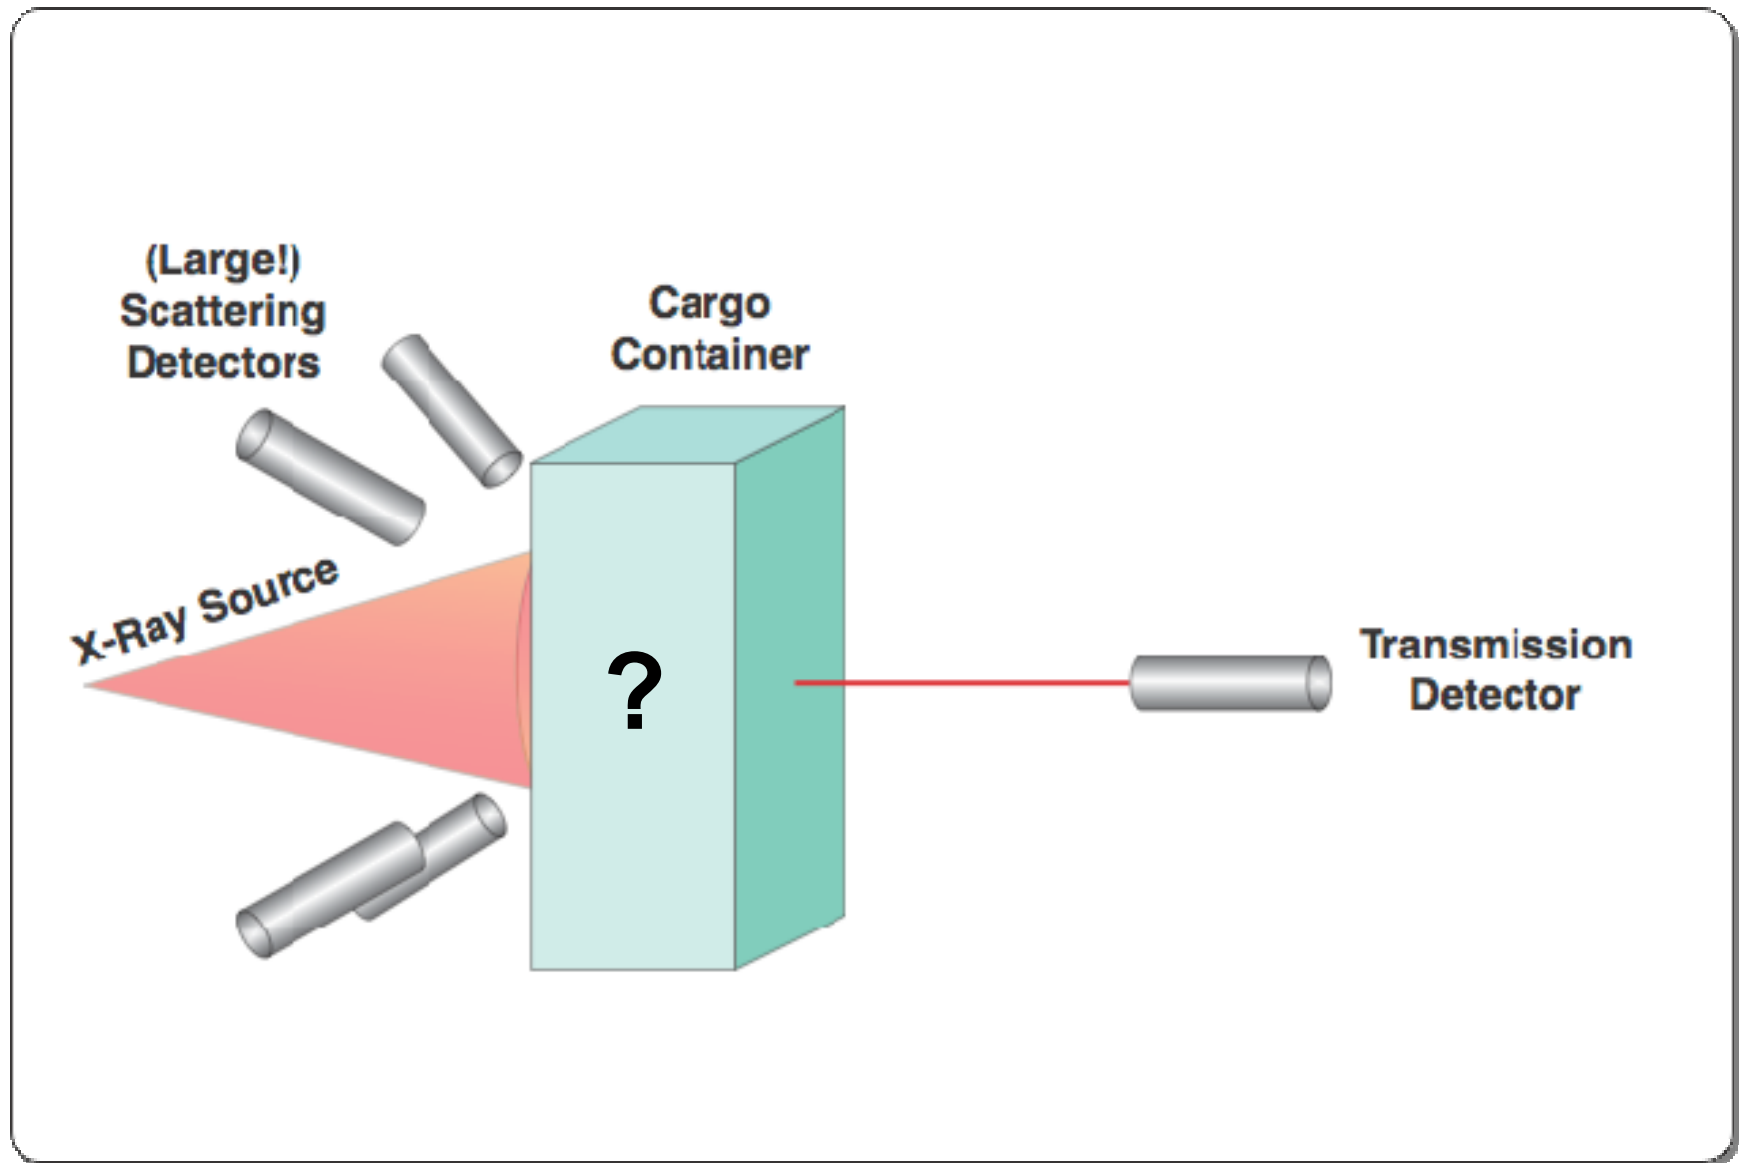 (Large!)
Scattering
Detectors
Cargo
Container
X-Ray Source
?
Transmission
Detector